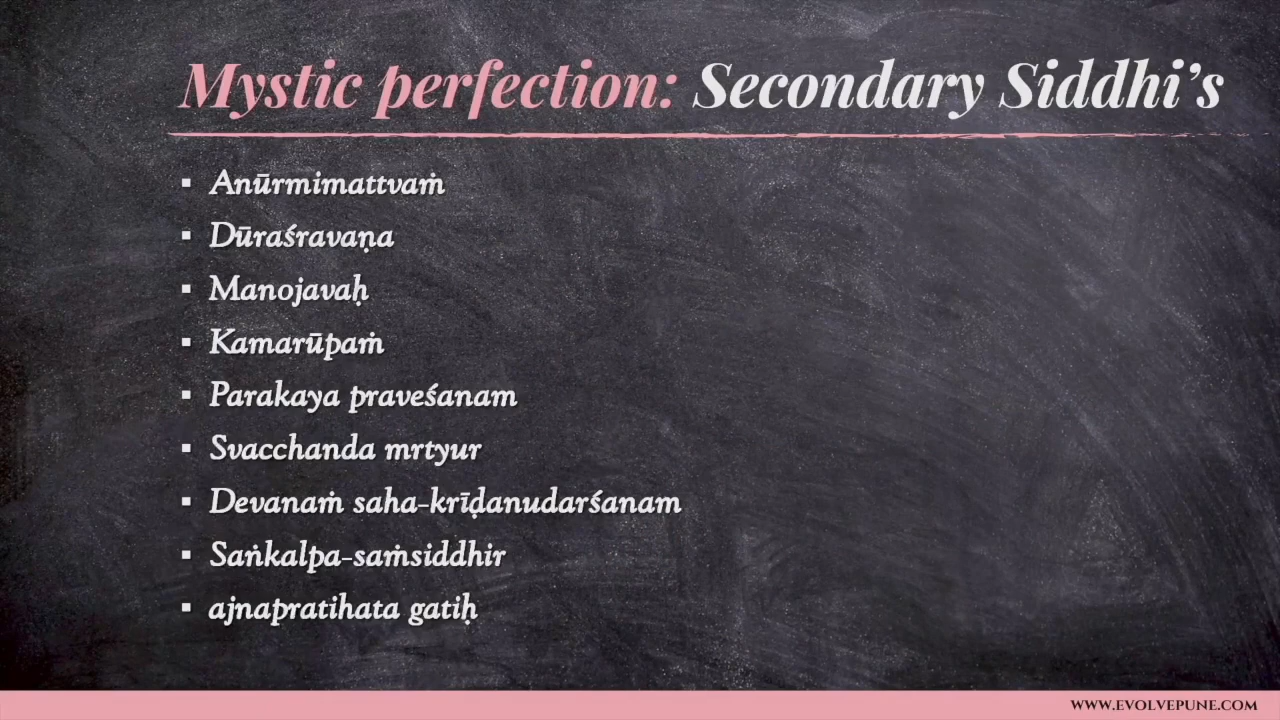 Mystic perfection: Secondary Siddhi's
▪ Anūrmimattvaṁ
▪ Dūraśravaṇa
▪ Manojavaḥ
▪ Kamarūpaṁ
▪ Parakaya praveśanam
▪ Svacchanda mrtyur
▪ Devanaṁ saha-krīḍanudarśanam
▪ Saṅkalpa-saṁsiddhir
▪ ajnapratihata gatiḥ
WWW.EVOLVEPUNE.COM